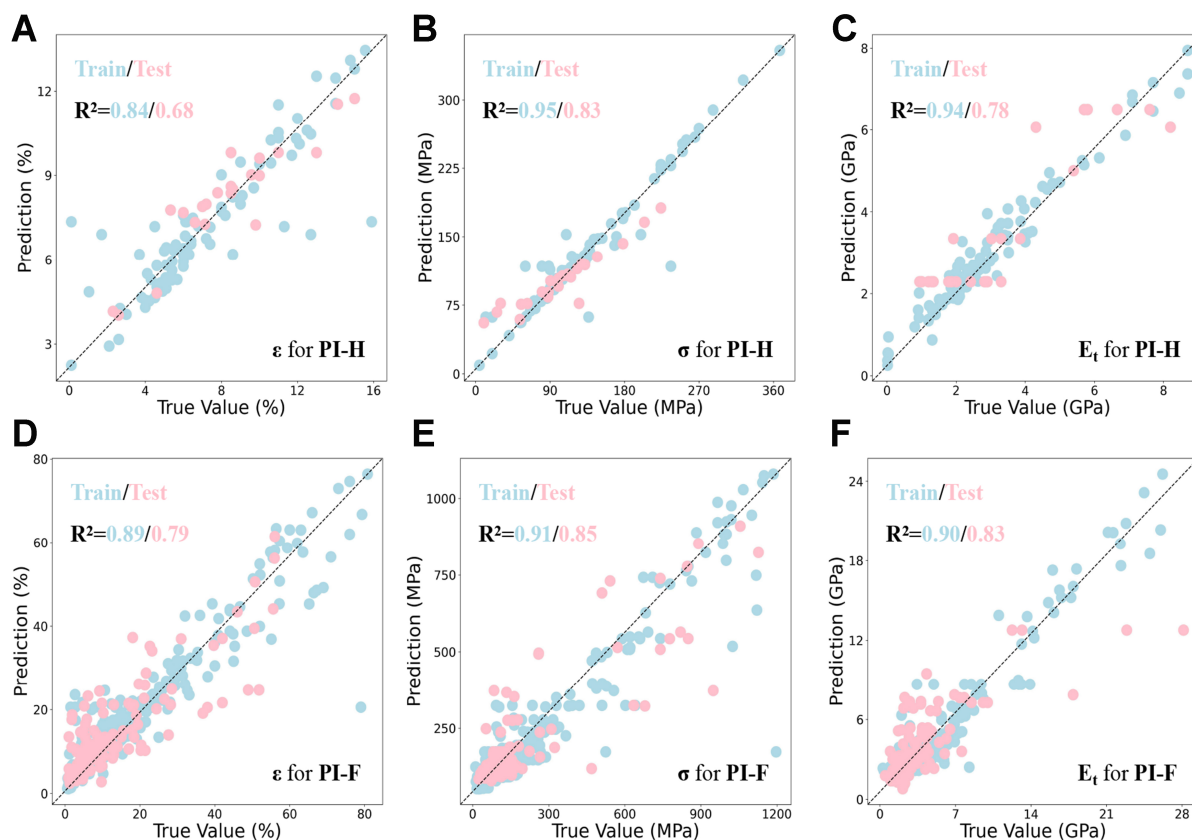 A
Train/Test
R²=0.84/0.68
ε for PI-H
Prediction (%)
12
9
6
3
0
4
8
12
16
True Value (%)
B
Train/Test
R²=0.95/0.83
σ for PI-H
Prediction (MPa)
300
225
150
75
0
0
90
180
270
360
True Value (MPa)
C
Train/Test
R²=0.94/0.78
Eₜ for PI-H
Prediction (GPa)
8
6
4
2
0
0
2
4
6
8
True Value (GPa)
D
Train/Test
R²=0.89/0.79
ε for PI-F
Prediction (%)
80
60
40
20
0
0
20
40
60
80
True Value (%)
E
Train/Test
R²=0.91/0.85
σ for PI-F
Prediction (MPa)
1000
750
500
250
0
300
600
900
1200
True Value (MPa)
F
Train/Test
R²=0.90/0.83
Eₜ for PI-F
Prediction (GPa)
24
18
12
6
0
0
7
14
21
28
True Value (GPa)